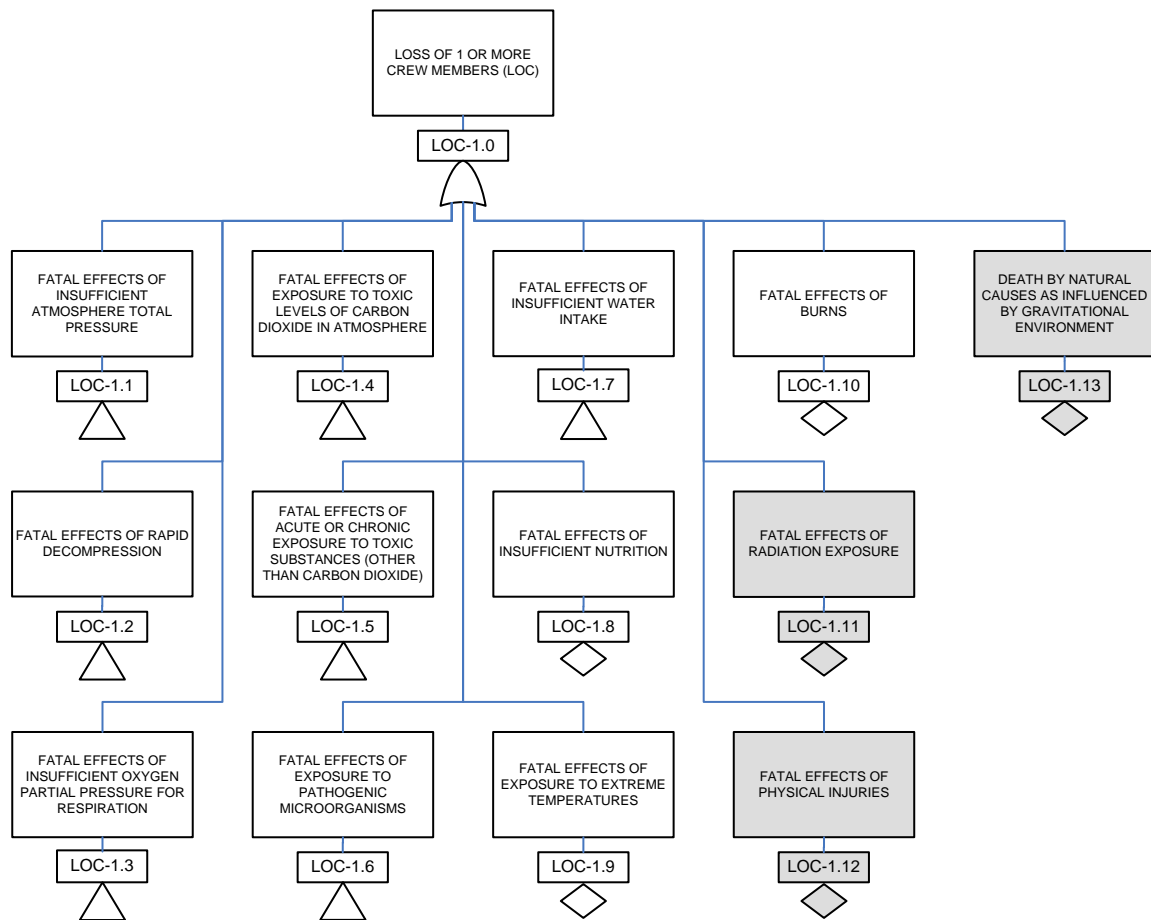 LOSS OF 1 OR MORE
CREW MEMBERS (LOC)
LOC-1.0
FATAL EFFECTS OF
INSUFFICIENT
ATMOSPHERE TOTAL
PRESSURE
LOC-1.1
FATAL EFFECTS OF
EXPOSURE TO TOXIC
LEVELS OF CARBON
DIOXIDE IN ATMOSPHERE
LOC-1.4
FATAL EFFECTS OF
INSUFFICIENT WATER
INTAKE
LOC-1.7
FATAL EFFECTS OF
BURNS
LOC-1.10
DEATH BY NATURAL
CAUSES AS INFLUENCED
BY GRAVITATIONAL
ENVIRONMENT
LOC-1.13
FATAL EFFECTS OF RAPID
DECOMPRESSION
LOC-1.2
FATAL EFFECTS OF
ACUTE OR CHRONIC
EXPOSURE TO TOXIC
SUBSTANCES (OTHER
THAN CARBON DIOXIDE)
LOC-1.5
FATAL EFFECTS OF
INSUFFICIENT NUTRITION
LOC-1.8
FATAL EFFECTS OF
RADIATION EXPOSURE
LOC-1.11
FATAL EFFECTS OF
INSUFFICIENT OXYGEN
PARTIAL PRESSURE FOR
RESPIRATION
LOC-1.3
FATAL EFFECTS OF
EXPOSURE TO
PATHOGENIC
MICROORGANISMS
LOC-1.6
FATAL EFFECTS OF
EXPOSURE TO EXTREME
TEMPERATURES
LOC-1.9
FATAL EFFECTS OF
PHYSICAL INJURIES
LOC-1.12